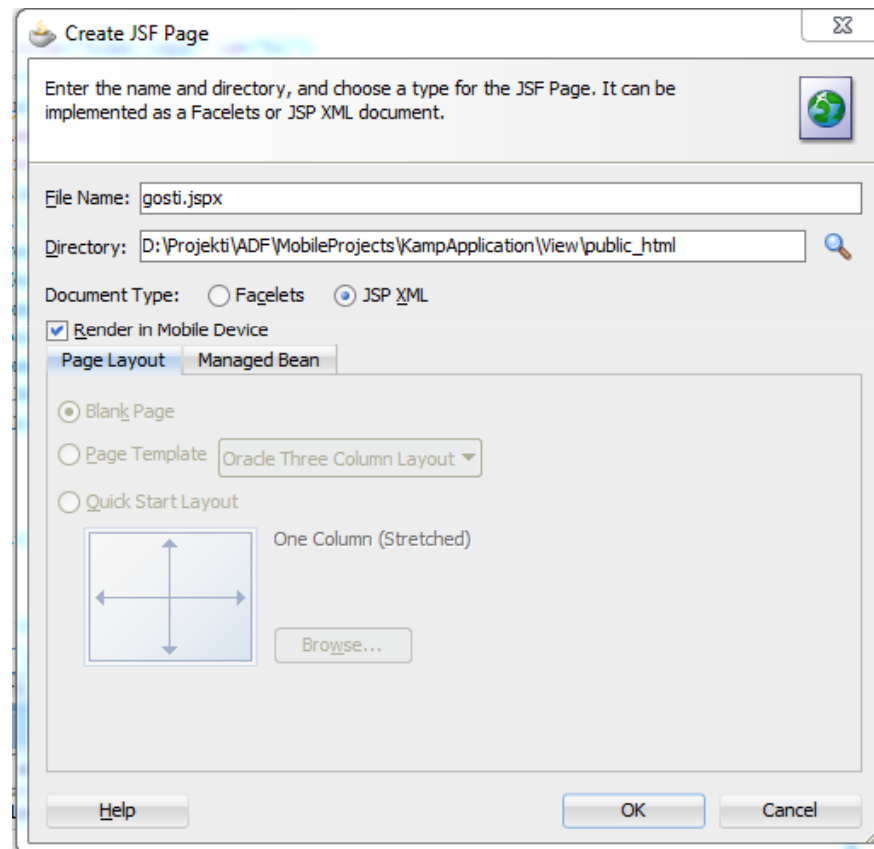 Create JSF Page
Enter the name and directory, and choose a type for the JSF Page. It can be
implemented as a Facelets or JSP XML document.
File Name: gosti.jspx
Directory: D:\Projekti\ADF\MobileProjects\KampApplication\View\public_html
Document Type: Facelets JSP XML
Render in Mobile Device
Page Layout Managed Bean
Blank Page
Page Template Oracle Three Column Layout
Quick Start Layout
One Column (Stretched)
Browse...
Help OK Cancel